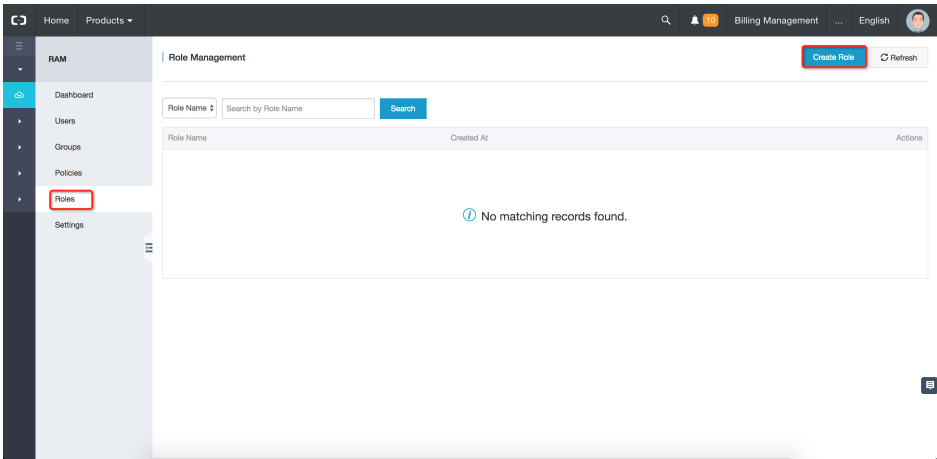 Home Products 10 Billing Management ... English
RAM
Dashboard
Users
Groups
Policies
Roles
Settings
Role Management
Create Role
Refresh
Role Name
Search by Role Name
Search
Role Name Created At Actions
No matching records found.